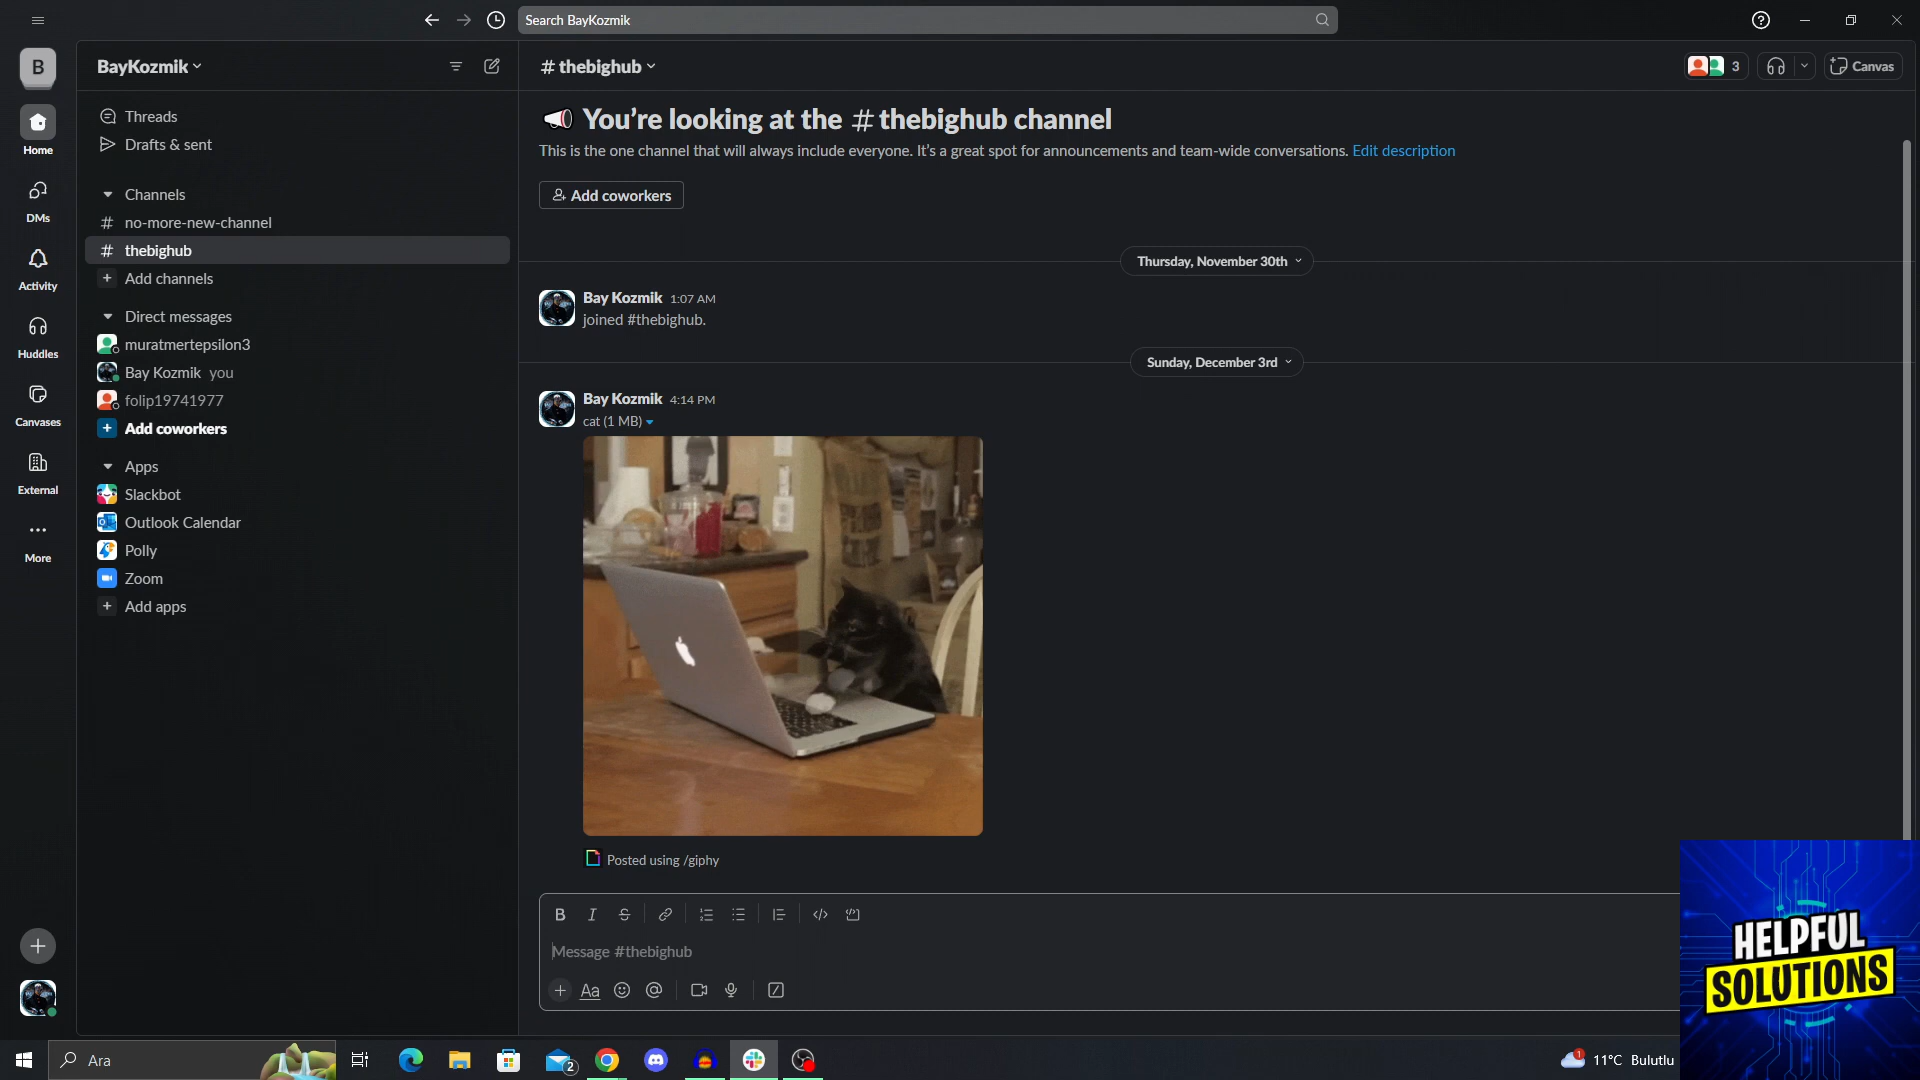 Search BayKozmik
B
BayKozmik
# thebighub
3
Canvas
Home
DMs
Activity
Huddles
Canvases
External
More
Threads
Drafts & sent
Channels
# no-more-new-channel
# thebighub
+ Add channels
Direct messages
muratmertepsilon3
Bay Kozmik you
folip19741977
+ Add coworkers
Apps
Slackbot
Outlook Calendar
Polly
Zoom
+ Add apps
You're looking at the # thebighub channel
This is the one channel that will always include everyone. It's a great spot for announcements and team-wide conversations. Edit description
Add coworkers
Thursday, November 30th
Bay Kozmik 1:07 AM
joined #thebighub.
Sunday, December 3rd
Bay Kozmik 4:14 PM
cat (1 MB)
Posted using /giphy
B I S
Message #thebighub
+ Aa @
HELPFUL
SOLUTIONS
Ara
2
1
11°C Bulutlu